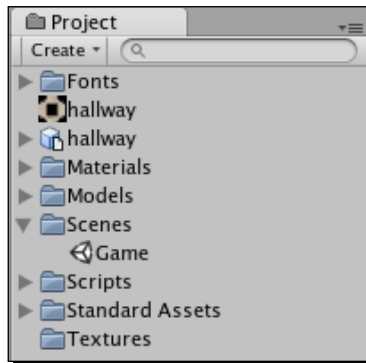 Project
Create
Fonts
hallway
hallway
Materials
Models
Scenes
Game
Scripts
Standard Assets
Textures